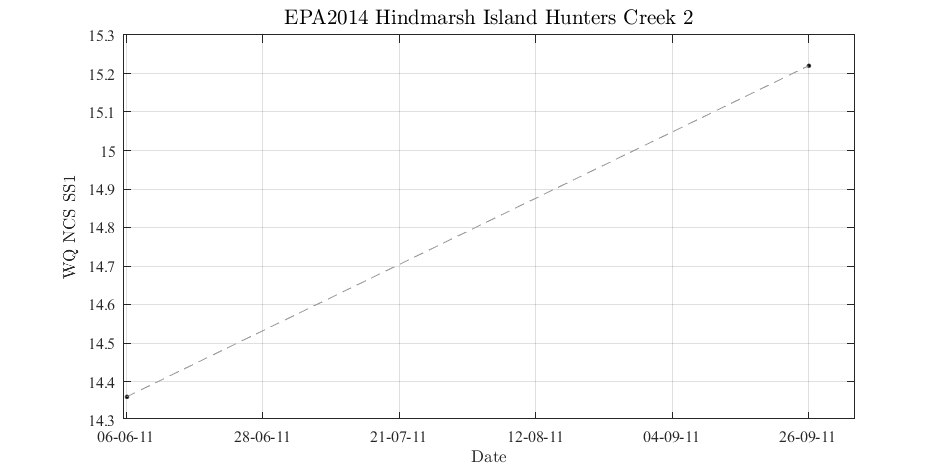 EPA2014 Hindmarsh Island Hunters Creek 2
15.3
15.2
15.1
15
14.9
14.8
14.7
14.6
14.5
14.4
14.3
WQ NCS SS1
06-06-11 28-06-11 21-07-11 12-08-11 04-09-11 26-09-11
Date